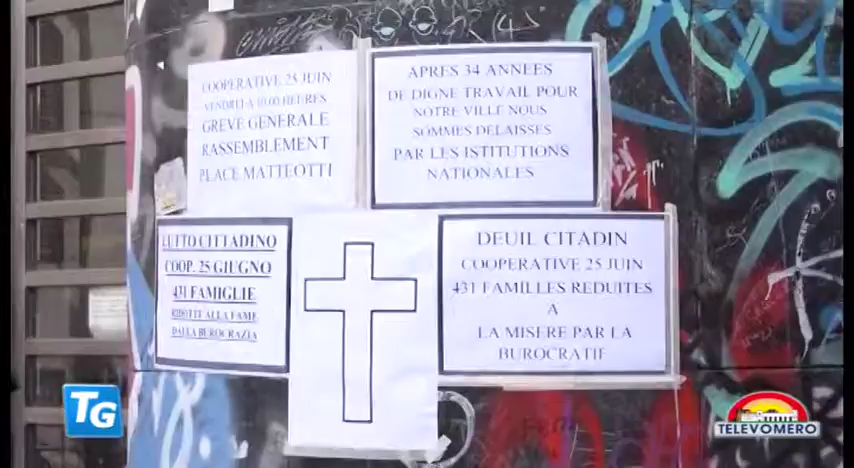 COOPERATIVE 25 JUIN
VENDREDI A 10.00 HEURES
GREVE GENERALE
RASSEMBLEMENT
PLACE MATTEOTTI
APRES 34 ANNEES
DE DIGNE TRAVAIL POUR
NOTRE VILLE NOUS
SOMMES DELAISSES
PAR LES ISTITUTIONS
NATIONALES
LUTTO CITTADINO
COOP. 25 GIUGNO
431 FAMIGLIE
RIDOTTE ALLA FAME
DALLA BUROCRAZIA
DEUIL CITADIN
COOPERATIVE 25 JUIN
431 FAMILLES REDUITES
A
LA MISERE PAR LA
BUROCRATIF
TG
TELEVOMERO